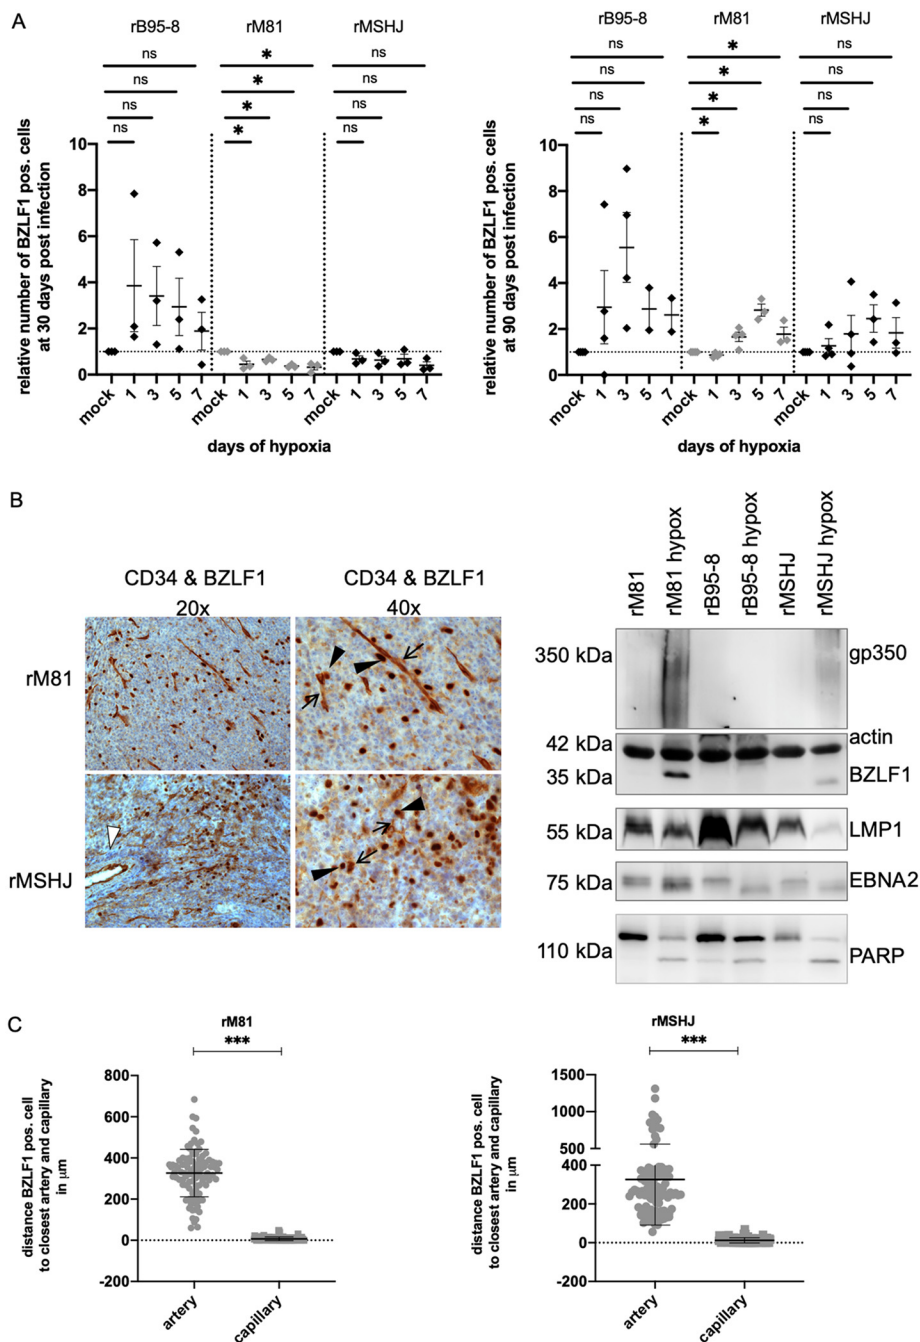 A
rB95-8 rM81 rMSHJ
ns * ns
ns * ns
ns * ns
ns * ns
relative number of BZLF1 pos. cells
at 30 days post infection
10
8
6
4
2
0
mock 1 3 5 7 mock 1 3 5 7 mock 1 3 5 7
days of hypoxia
rB95-8 rM81 rMSHJ
ns * ns
ns * ns
ns * ns
ns * ns
relative number of BZLF1 pos. cells
at 90 days post infection
10
8
6
4
2
0
mock 1 3 5 7 mock 1 3 5 7 mock 1 3 5 7
days of hypoxia
B
CD34 & BZLF1 CD34 & BZLF1
20x 40x
rM81
rMSHJ
rM81
rM81 hypox
rB95-8
rB95-8 hypox
rMSHJ
rMSHJ hypox
350 kDa gp350
actin
42 kDa
35 kDa BZLF1
55 kDa LMP1
75 kDa EBNA2
110 kDa PARP
C
rM81
***
distance BZLF1 pos. cell
to closest artery and capillary
in μm
800
600
400
200
0
-200
artery capillary
rMSHJ
***
distance BZLF1 pos. cell
to closest artery and capillary
in μm
1500
1000
500
400
200
0
-200
artery capillary